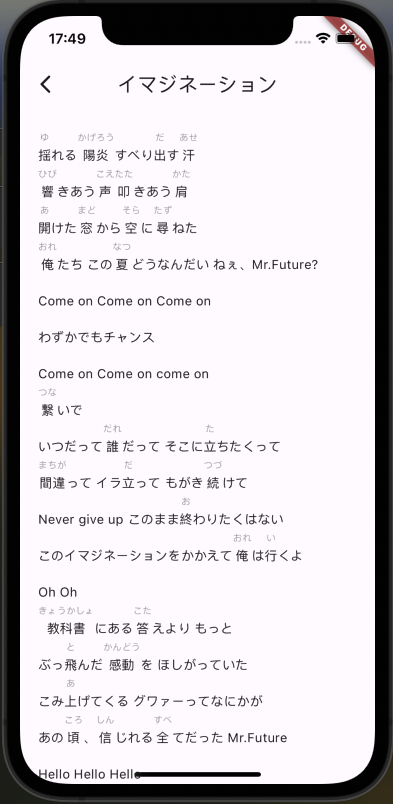 17:49
DEBUG
イマジネーション
ゆ かげろう だ あせ
揺れる 陽炎 すべり出す汗
ひび こえたた かた
響きあう声 叩きあう肩
あ まど そら たず
開けた窓から空に尋ねた
おれ なつ
俺たち この夏 どうなんだい ねぇ、Mr.Future?
Come on Come on Come on
わずかでもチャンス
Come on Come on come on
つな
繋いで
だれ た
いつだって誰だって そこに立ちたくって
まちが だ つづ
間違って イラ立って もがき続けて
お
Never give up このまま終わりたくはない
おれ い
このイマジネーションをかかえて俺は行くよ
Oh Oh
きょうかしょ こた
教科書 にある答えより もっと
と かんどう
ぶっ飛んだ 感動 を ほしがっていた
あ
こみ上げてくる グワァーってなにかが
ころ しん すべ
あの頃、信じれる全てだった Mr.Future
Hello Hello Hello